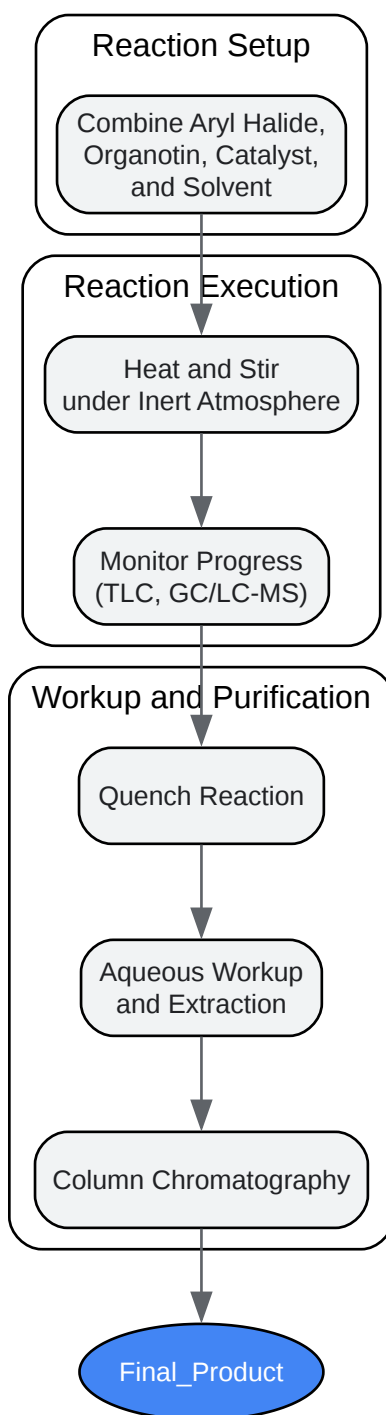 Reaction Setup
Combine Aryl Halide,
Organotin, Catalyst,
and Solvent
Reaction Execution
Heat and Stir
under Inert Atmosphere
Monitor Progress
(TLC, GC/LC-MS)
Workup and Purification
Quench Reaction
Aqueous Workup
and Extraction
Column Chromatography
Final_Product